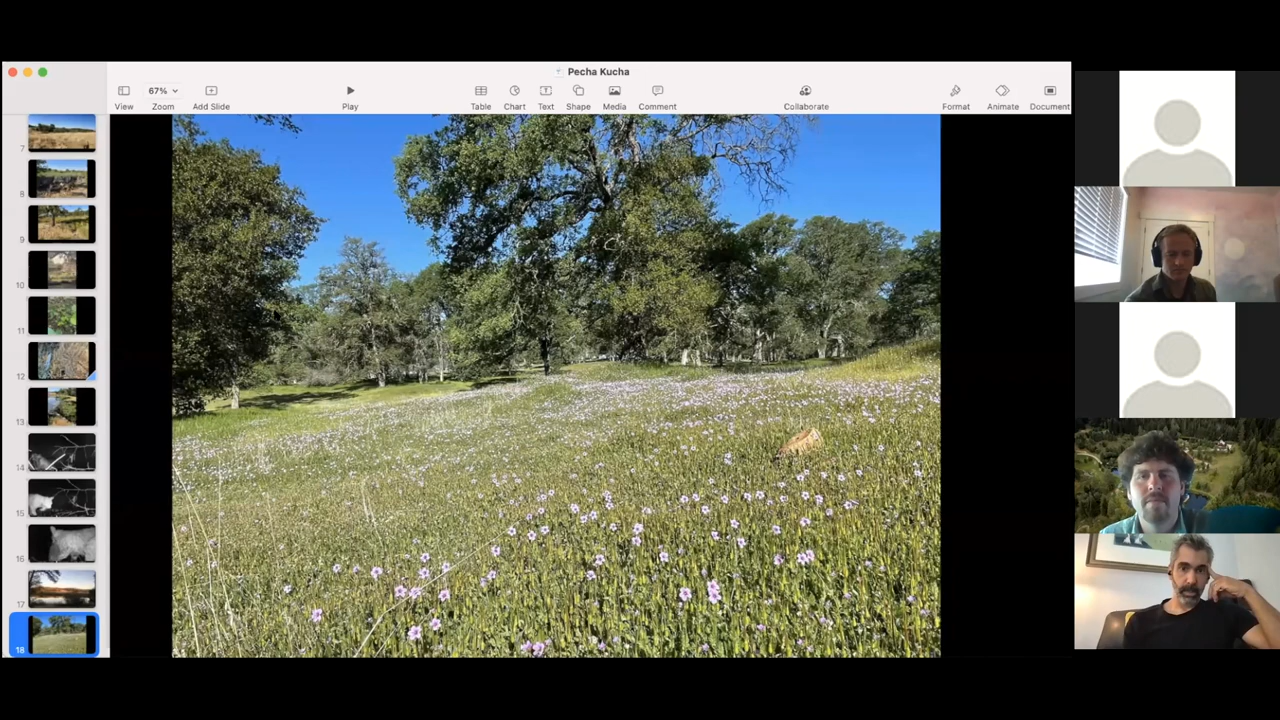 Pecha Kucha
67%
View
Zoom
Add Slide
Play
Table
Chart
Text
Shape
Media
Comment
Collaborate
Format
Animate
Document
7
8
9
10
11
12
13
14
15
16
17
18